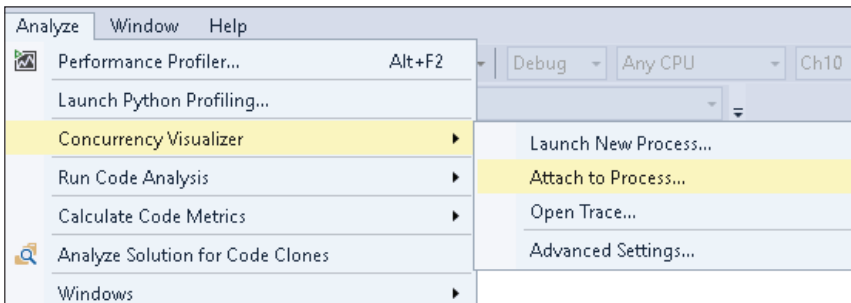 Analyze Window Help
Performance Profiler... Alt+F2 Debug Any CPU Ch10
Launch Python Profiling...
Concurrency Visualizer
Launch New Process...
Run Code Analysis
Attach to Process...
Calculate Code Metrics
Open Trace...
Analyze Solution for Code Clones
Advanced Settings...
Windows